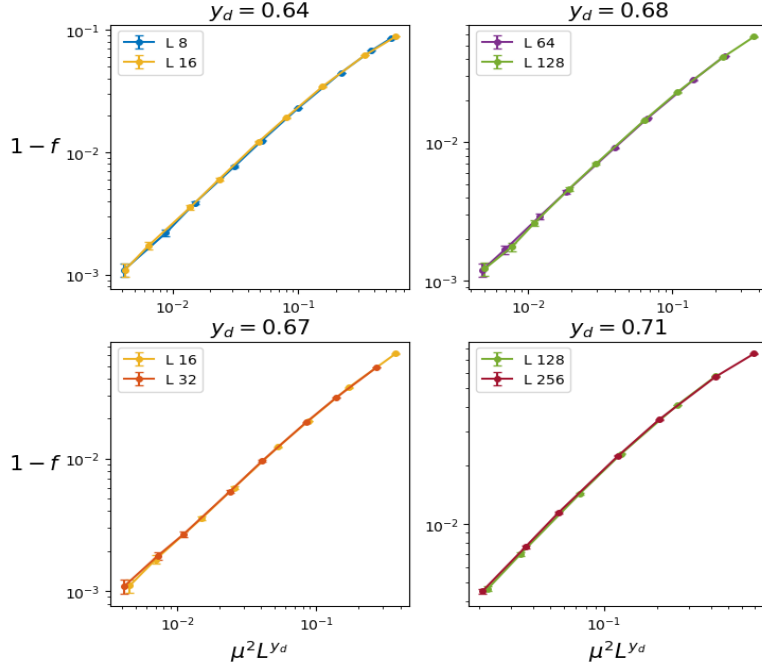 y_d = 0.64
y_d = 0.68
L 8
L 16
L 64
L 128
10⁻¹
10⁻²
10⁻³
1 − f
10⁻²
10⁻³
10⁻² 10⁻¹
10⁻² 10⁻¹
y_d = 0.67
y_d = 0.71
L 16
L 32
L 128
L 256
10⁻²
10⁻³
1 − f
10⁻²
10⁻² 10⁻¹
10⁻¹
μ²L^{y_d}
μ²L^{y_d}